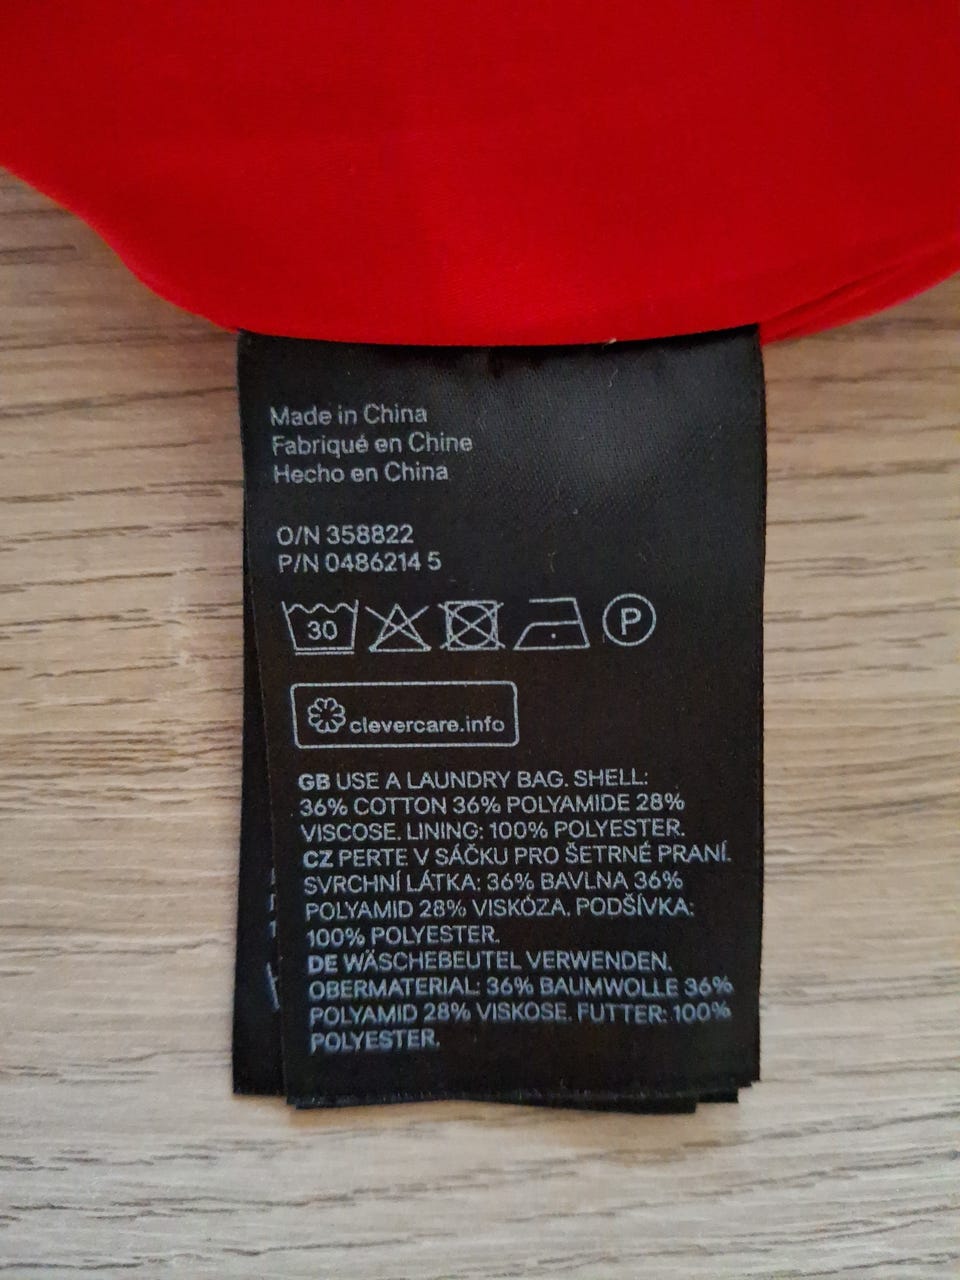 Made in China
Fabriqué en Chine
Hecho en China
O/N 358822
P/N 0486214 5
30 P
clevercare.info
GB USE A LAUNDRY BAG. SHELL:
36% COTTON 36% POLYAMIDE 28%
VISCOSE. LINING: 100% POLYESTER.
CZ PERTE V SÁČKU PRO ŠETRNÉ PRANÍ.
SVRCHNÍ LÁTKA: 36% BAVLNA 36%
POLYAMID 28% VISKÓZA. PODŠÍVKA:
100% POLYESTER.
DE WÄSCHEBEUTEL VERWENDEN.
OBERMATERIAL: 36% BAUMWOLLE 36%
POLYAMID 28% VISKOSE. FUTTER: 100%
POLYESTER.